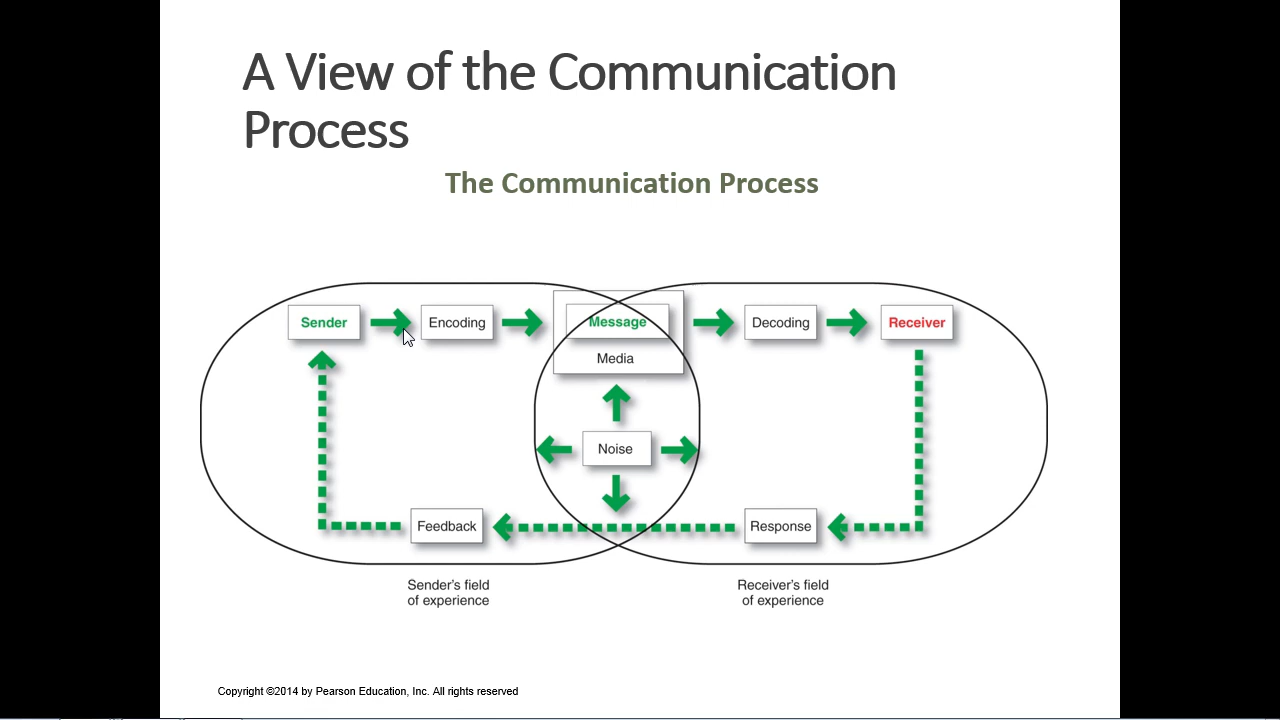 A View of the Communication
Process
The Communication Process
Sender
Encoding
Message
Media
Decoding
Receiver
Noise
Feedback
Response
Sender's field
of experience
Receiver's field
of experience
Copyright ©2014 by Pearson Education, Inc. All rights reserved